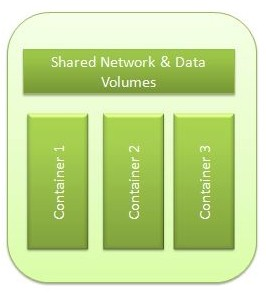 Shared Network & Data
Volumes
Container 1
Container 2
Container 3